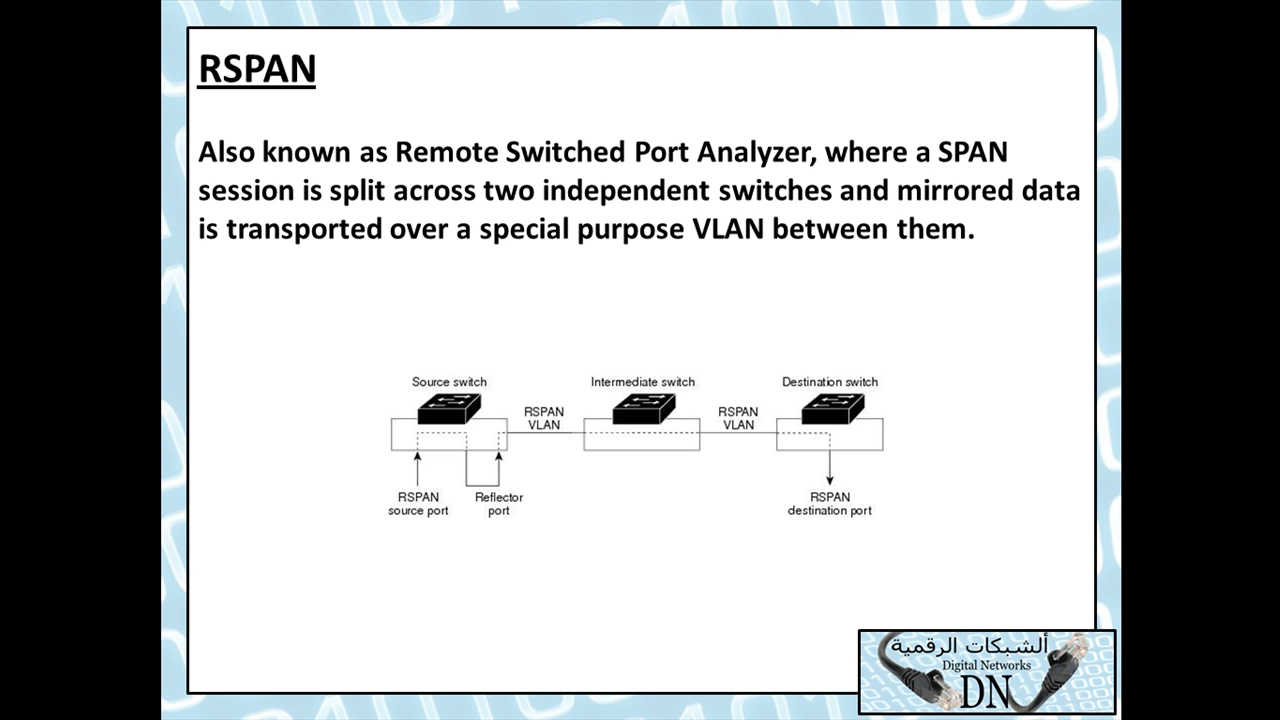 RSPAN
Also known as Remote Switched Port Analyzer, where a SPAN
session is split across two independent switches and mirrored data
is transported over a special purpose VLAN between them.
Source switch
Intermediate switch
Destination switch
RSPAN
VLAN
RSPAN
VLAN
RSPAN
source port
Reflector
port
RSPAN
destination port
ألشبكات الرقمية
Digital Networks
DN